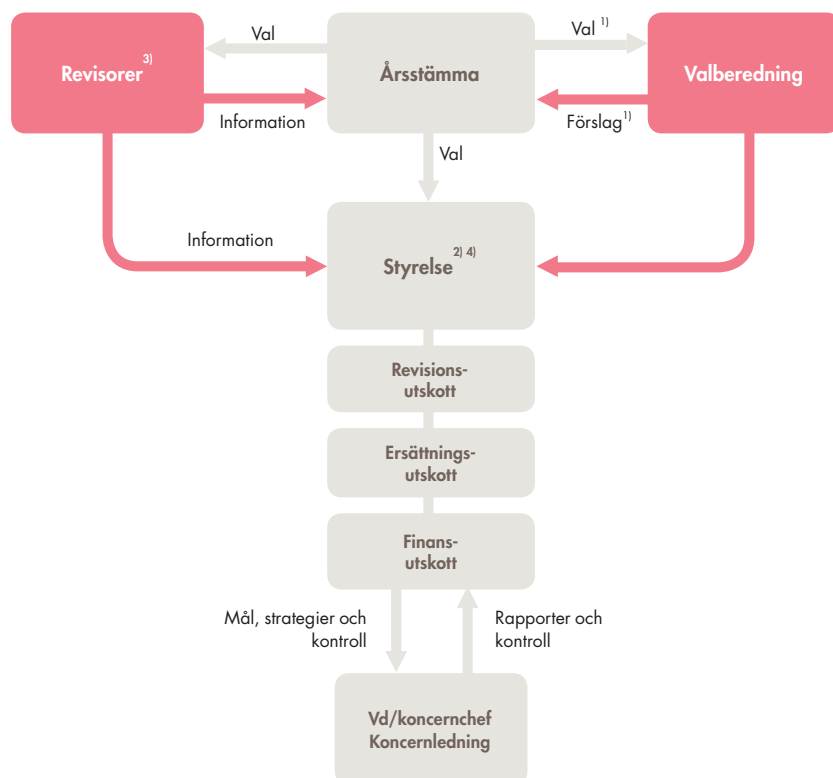 Val
Val 1)
Revisorer 3)
Årsstämma
Valberedning
Information
Förslag 1)
Val
Information
Styrelse 2) 4)
Revisions-
utskott
Ersättnings-
utskott
Finans-
utskott
Mål, strategier och
kontroll
Rapporter och
kontroll
Vd/koncernchef
Koncernledning